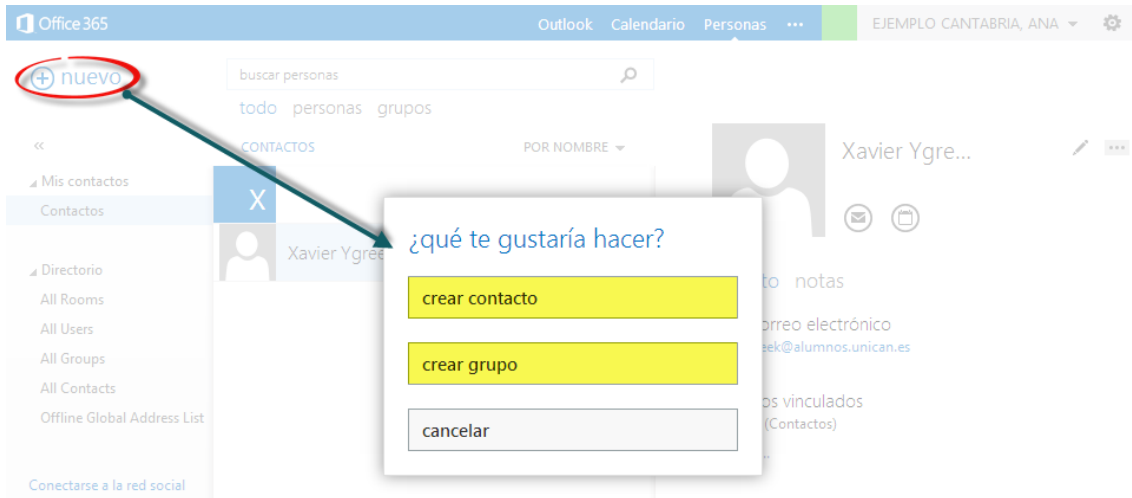 Office 365
Outlook Calendario Personas ···
EJEMPLO CANTABRIA, ANA
nuevo
buscar personas
todo personas grupos
«
CONTACTOS
POR NOMBRE
Xavier Ygre...
Mis contactos
Contactos
X
Xavier Ygree
Directorio
All Rooms
All Users
All Groups
All Contacts
Offline Global Address List
Conectarse a la red social
¿qué te gustaría hacer?
crear contacto
crear grupo
cancelar
to notas
orreo electrónico
eek@alumnos.unican.es
os vinculados
(Contactos)